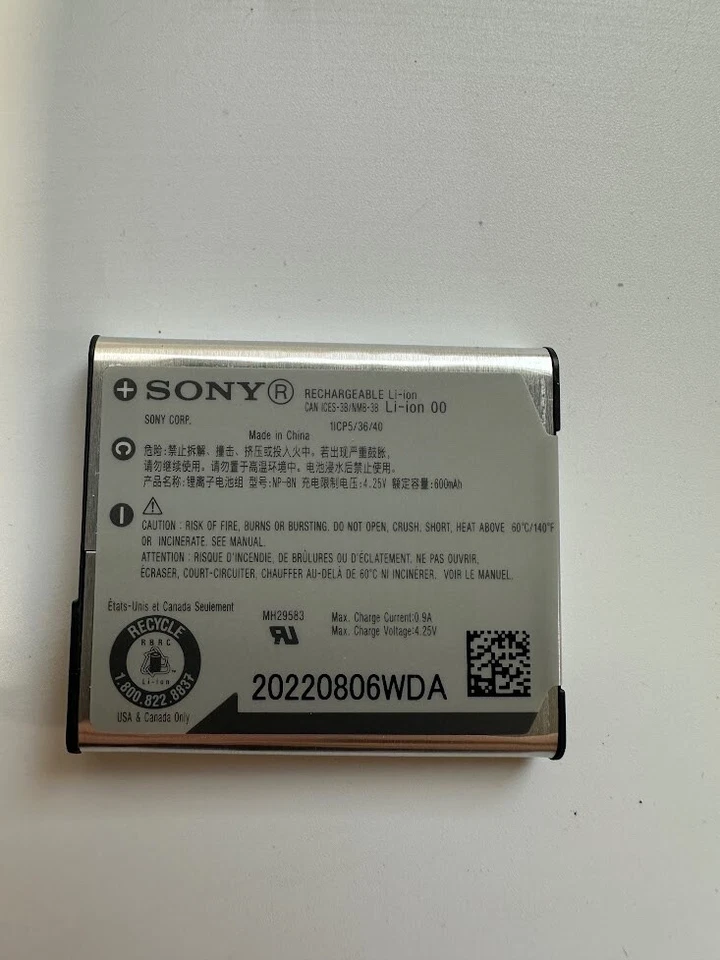 + SONY® RECHARGEABLE Li-ion
CAN ICES-3B/NMB-3B Li-ion 00
SONY CORP. 1ICP5/36/40
Made in China
C 危险:禁止拆解、撞击、挤压或投入火中。若出现严重鼓胀,
请勿继续使用。请勿置于高温环境中。电池浸水后禁止使用。
产品名称:锂离子电池组 型号:NP-BN 充电限制电压:4.25V 额定容量:600mAh
CAUTION : RISK OF FIRE, BURNS OR BURSTING. DO NOT OPEN, CRUSH, SHORT, HEAT ABOVE 60°C/140°F
OR INCINERATE. SEE MANUAL.
ATTENTION : RISQUE D'INCENDIE, DE BRÛLURES OU D'ÉCLATEMENT. NE PAS OUVRIR,
ÉCRASER, COURT-CIRCUITER, CHAUFFER AU-DELÀ DE 60°C NI INCINERER. VOIR LE MANUEL.
États-Unis et Canada Seulement
RECYCLE
RBRC
Li-ion
1.800.822.8837
USA & Canada Only
MH29583
Max. Charge Current:0.9A
Max. Charge Voltage:4.25V
20220806WDA